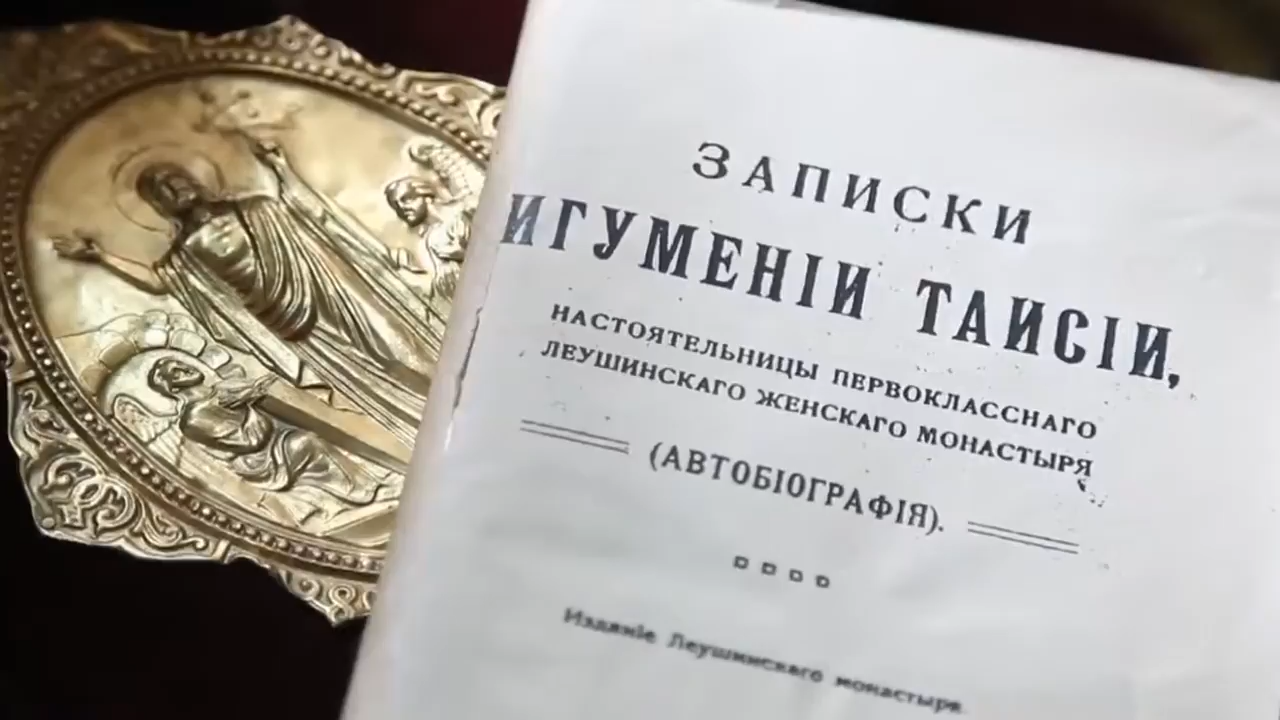 ЗАПИСКИ
ИГУМЕНІИ ТАИСІИ,
НАСТОЯТЕЛЬНИЦЫ ПЕРВОКЛАССНАГО
ЛЕУШИНСКАГО ЖЕНСКАГО МОНАСТЫРЯ
(АВТОБІОГРАФІЯ).
Изданіе Леушинскаго монастыря